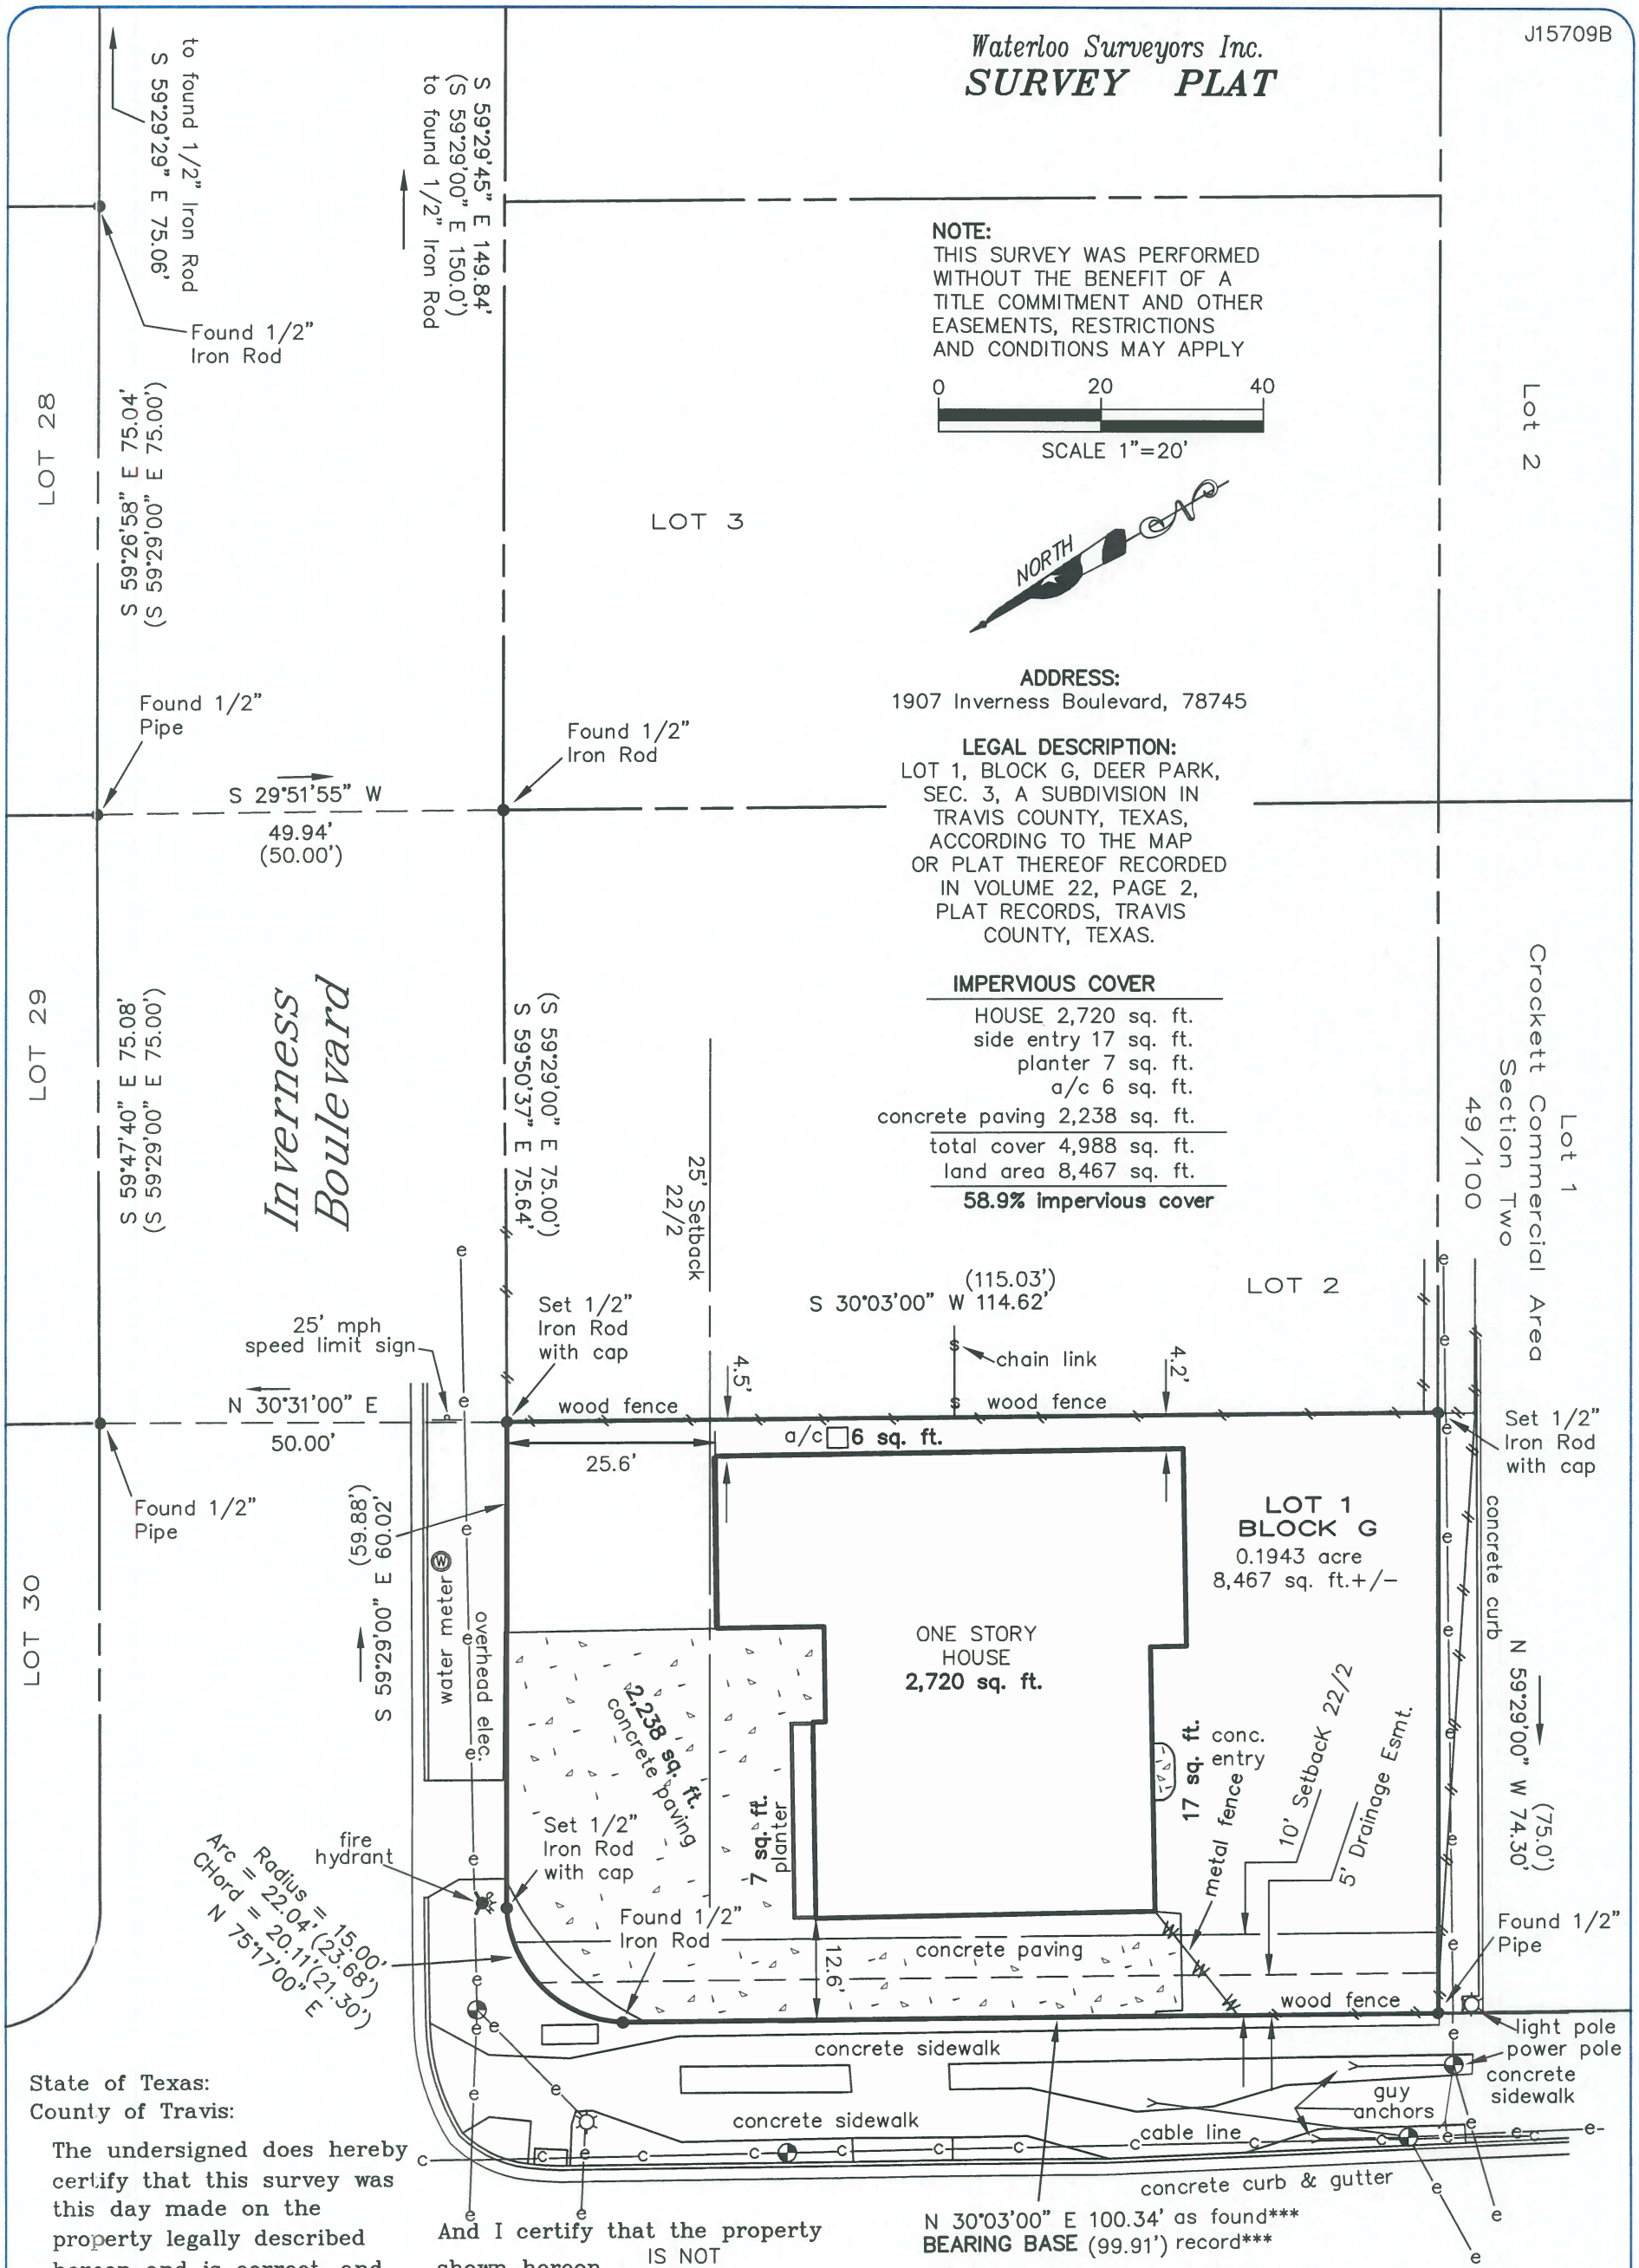 J15709B
Waterloo Surveyors Inc.
SURVEY PLAT
to found 1/2" Iron Rod
S 59°29'29" E 75.06'
S 59°29'45" E 149.84'
(S 59°29'00" E 150.0')
to found 1/2" Iron Rod
NOTE:
THIS SURVEY WAS PERFORMED
WITHOUT THE BENEFIT OF A
TITLE COMMITMENT AND OTHER
EASEMENTS, RESTRICTIONS
AND CONDITIONS MAY APPLY
0 20 40
SCALE 1"=20'
Found 1/2"
Iron Rod
LOT 28
S 59°26'58" E 75.04'
(S 59°29'00" E 75.00')
Lot 2
LOT 3
NORTH
N
ADDRESS:
1907 Inverness Boulevard, 78745
LEGAL DESCRIPTION:
LOT 1, BLOCK G, DEER PARK,
SEC. 3, A SUBDIVISION IN
TRAVIS COUNTY, TEXAS,
ACCORDING TO THE MAP
OR PLAT THEREOF RECORDED
IN VOLUME 22, PAGE 2,
PLAT RECORDS, TRAVIS
COUNTY, TEXAS.
Found 1/2"
Pipe
Found 1/2"
Iron Rod
S 29°51'55" W
49.94'
(50.00')
IMPERVIOUS COVER
HOUSE 2,720 sq. ft.
side entry 17 sq. ft.
planter 7 sq. ft.
a/c 6 sq. ft.
concrete paving 2,238 sq. ft.
total cover 4,988 sq. ft.
land area 8,467 sq. ft.
58.9% impervious cover
LOT 29
S 59°47'40" E 75.08'
(S 59°29'00" E 75.00')
Inverness
Boulevard
(S 59°29'00" E 75.00')
S 59°50'37" E 75.64'
25' Setback
22/2
Lot 1
Crockett Commercial Area
Section Two
49/100
LOT 2
(115.03')
S 30°03'00" W 114.62'
Set 1/2"
Iron Rod
with cap
25' mph
speed limit sign
chain link
4.5'
4.2'
N 30°31'00" E
50.00'
wood fence
wood fence
a/c 6 sq. ft.
25.6'
Set 1/2"
Iron Rod
with cap
Found 1/2"
Pipe
S 59°29'00" E 60.02'
(59.88')
water meter
W
overhead elec.
LOT 30
LOT 1
BLOCK G
0.1943 acre
8,467 sq. ft.+/-
concrete curb
ONE STORY
HOUSE
2,720 sq. ft.
2,238 sq. ft.
concrete paving
7 sq. ft.
planter
17 sq. ft.
conc.
entry
metal fence
10' Setback 22/2
5' Drainage Esmt.
N 59°29'00" W 74.30'
(75.0')
fire
hydrant
Set 1/2"
Iron Rod
with cap
Radius = 15.00'
Arc = 22.04' (23.68')
CHord = 20.11'(21.30')
N 75°17'00" E
Found 1/2"
Iron Rod
12.6'
concrete paving
wood fence
Found 1/2"
Pipe
light pole
power pole
concrete
sidewalk
concrete sidewalk
guy
anchors
concrete sidewalk
cable line
concrete curb & gutter
State of Texas:
County of Travis:
The undersigned does hereby
certify that this survey was
this day made on the
property legally described
And I certify that the property
IS NOT
N 30°03'00" E 100.34' as found***
BEARING BASE (99.91') record***